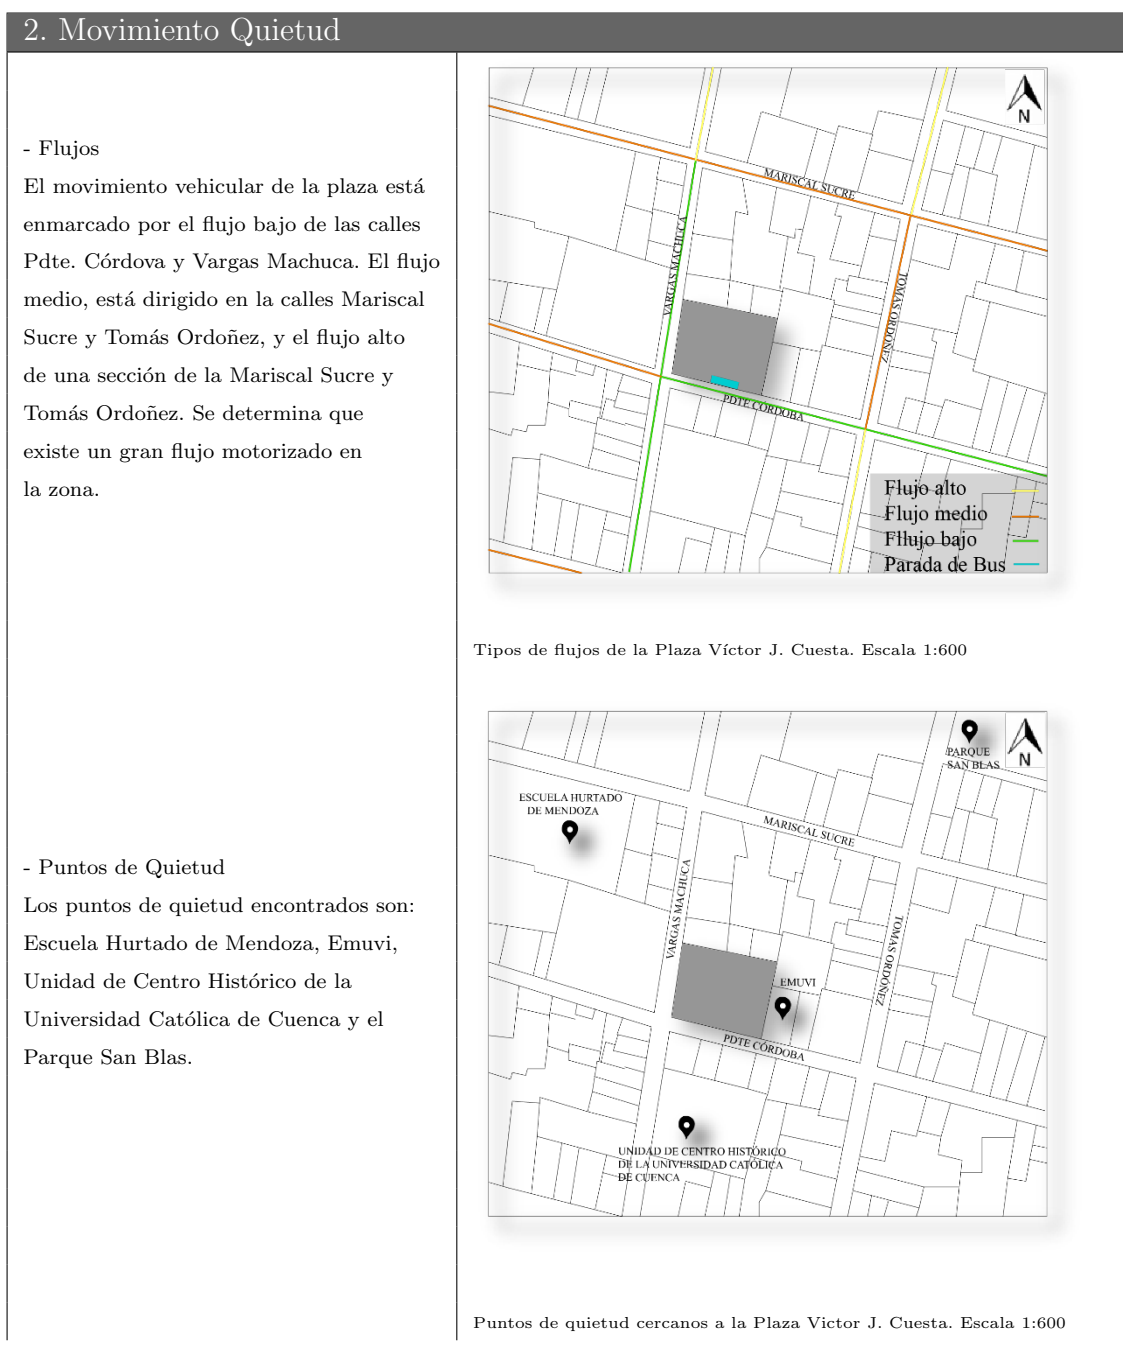 2. Movimiento Quietud
- Flujos
El movimiento vehicular de la plaza está
enmarcado por el flujo bajo de las calles
Pdte. Córdova y Vargas Machuca. El flujo
medio, está dirigido en la calles Mariscal
Sucre y Tomás Ordoñez, y el flujo alto
de una sección de la Mariscal Sucre y
Tomás Ordoñez. Se determina que
existe un gran flujo motorizado en
la zona.
N
MARISCAL SUCRE
VARGAS MACHUCA
TOMAS ORDOÑEZ
PDTE CÓRDOBA
Flujo alto
Flujo medio
Fllujo bajo
Parada de Bus
Tipos de flujos de la Plaza Víctor J. Cuesta. Escala 1:600
- Puntos de Quietud
Los puntos de quietud encontrados son:
Escuela Hurtado de Mendoza, Emuvi,
Unidad de Centro Histórico de la
Universidad Católica de Cuenca y el
Parque San Blas.
PARQUE
SAN BLAS
N
ESCUELA HURTADO
DE MENDOZA
MARISCAL SUCRE
VARGAS MACHUCA
TOMAS ORDOÑEZ
EMUVI
PDTE CÓRDOBA
UNIDAD DE CENTRO HISTÓRICO
DE LA UNIVERSIDAD CATÓLICA
DE CUENCA
Puntos de quietud cercanos a la Plaza Victor J. Cuesta. Escala 1:600